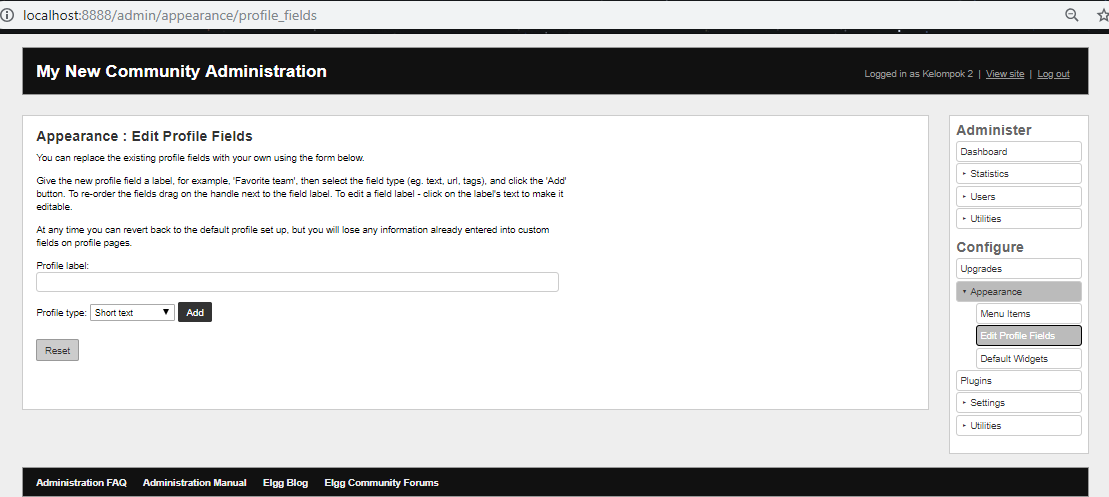 localhost:8888/admin/appearance/profile_fields
My New Community Administration
Logged in as Kelompok 2 | View site | Log out
Appearance : Edit Profile Fields
You can replace the existing profile fields with your own using the form below.
Give the new profile field a label, for example, 'Favorite team', then select the field type (eg. text, url, tags), and click the 'Add'
button. To re-order the fields drag on the handle next to the field label. To edit a field label - click on the label's text to make it
editable.
At any time you can revert back to the default profile set up, but you will lose any information already entered into custom
fields on profile pages.
Profile label:
Profile type: Short text Add
Reset
Administer
Dashboard
Statistics
Users
Utilities
Configure
Upgrades
Appearance
Menu Items
Edit Profile Fields
Default Widgets
Plugins
Settings
Utilities
Administration FAQ Administration Manual Elgg Blog Elgg Community Forums